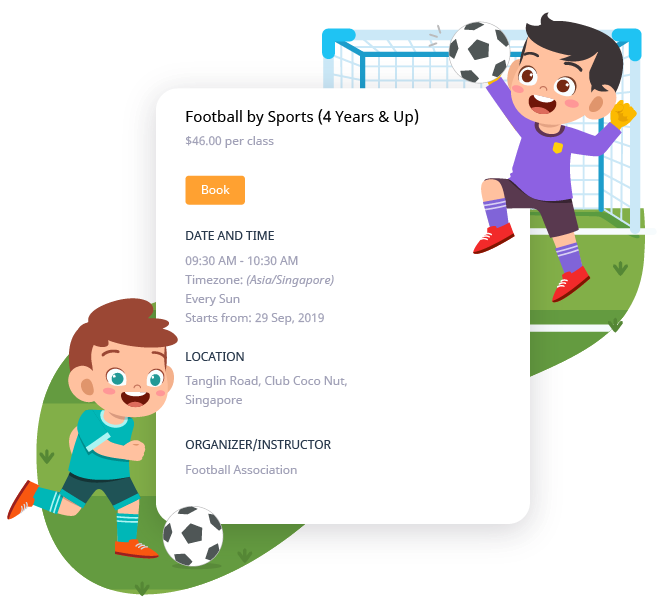 Football by Sports (4 Years & Up)
$46.00 per class
Book
DATE AND TIME
09:30 AM - 10:30 AM
Timezone: (Asia/Singapore)
Every Sun
Starts from: 29 Sep, 2019
LOCATION
Tanglin Road, Club Coco Nut,
Singapore
ORGANIZER/INSTRUCTOR
Football Association